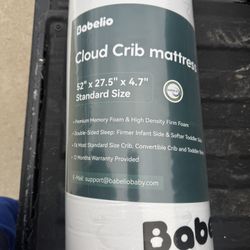 Babelio
Cloud Crib mattress
52" x 27.5" x 4.7"
Standard Size
• Premium Memory Foam & High Density Firm Foam
• Double-Sided Sleep: Firmer Infant Side & Softer Toddler Side
• Fit Most Standard Size Crib, Convertible Crib and Toddler
• 12 Months Warranty Provided
E-Mail: support@babeliobaby.com
Babelio